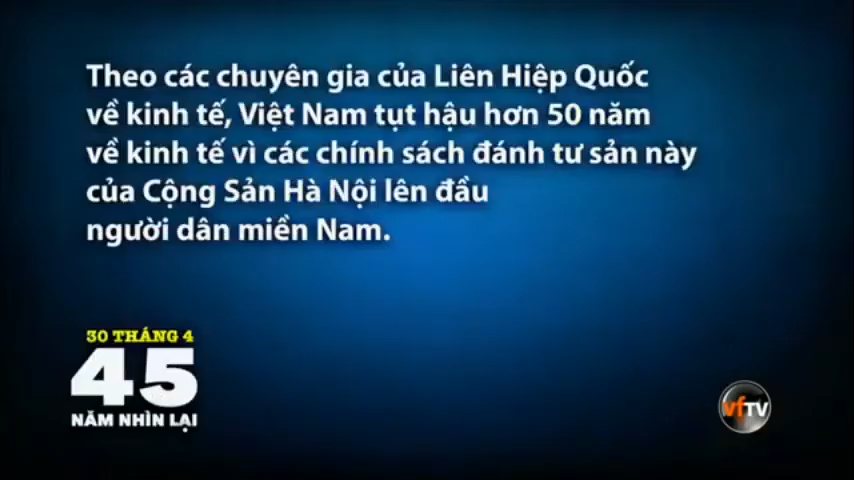 Theo các chuyên gia của Liên Hiệp Quốc
về kinh tế, Việt Nam tụt hậu hơn 50 năm
về kinh tế vì các chính sách đánh tư sản này
của Cộng Sản Hà Nội lên đầu
người dân miền Nam.
30 THÁNG 4
45
NĂM NHÌN LẠI
vfTV